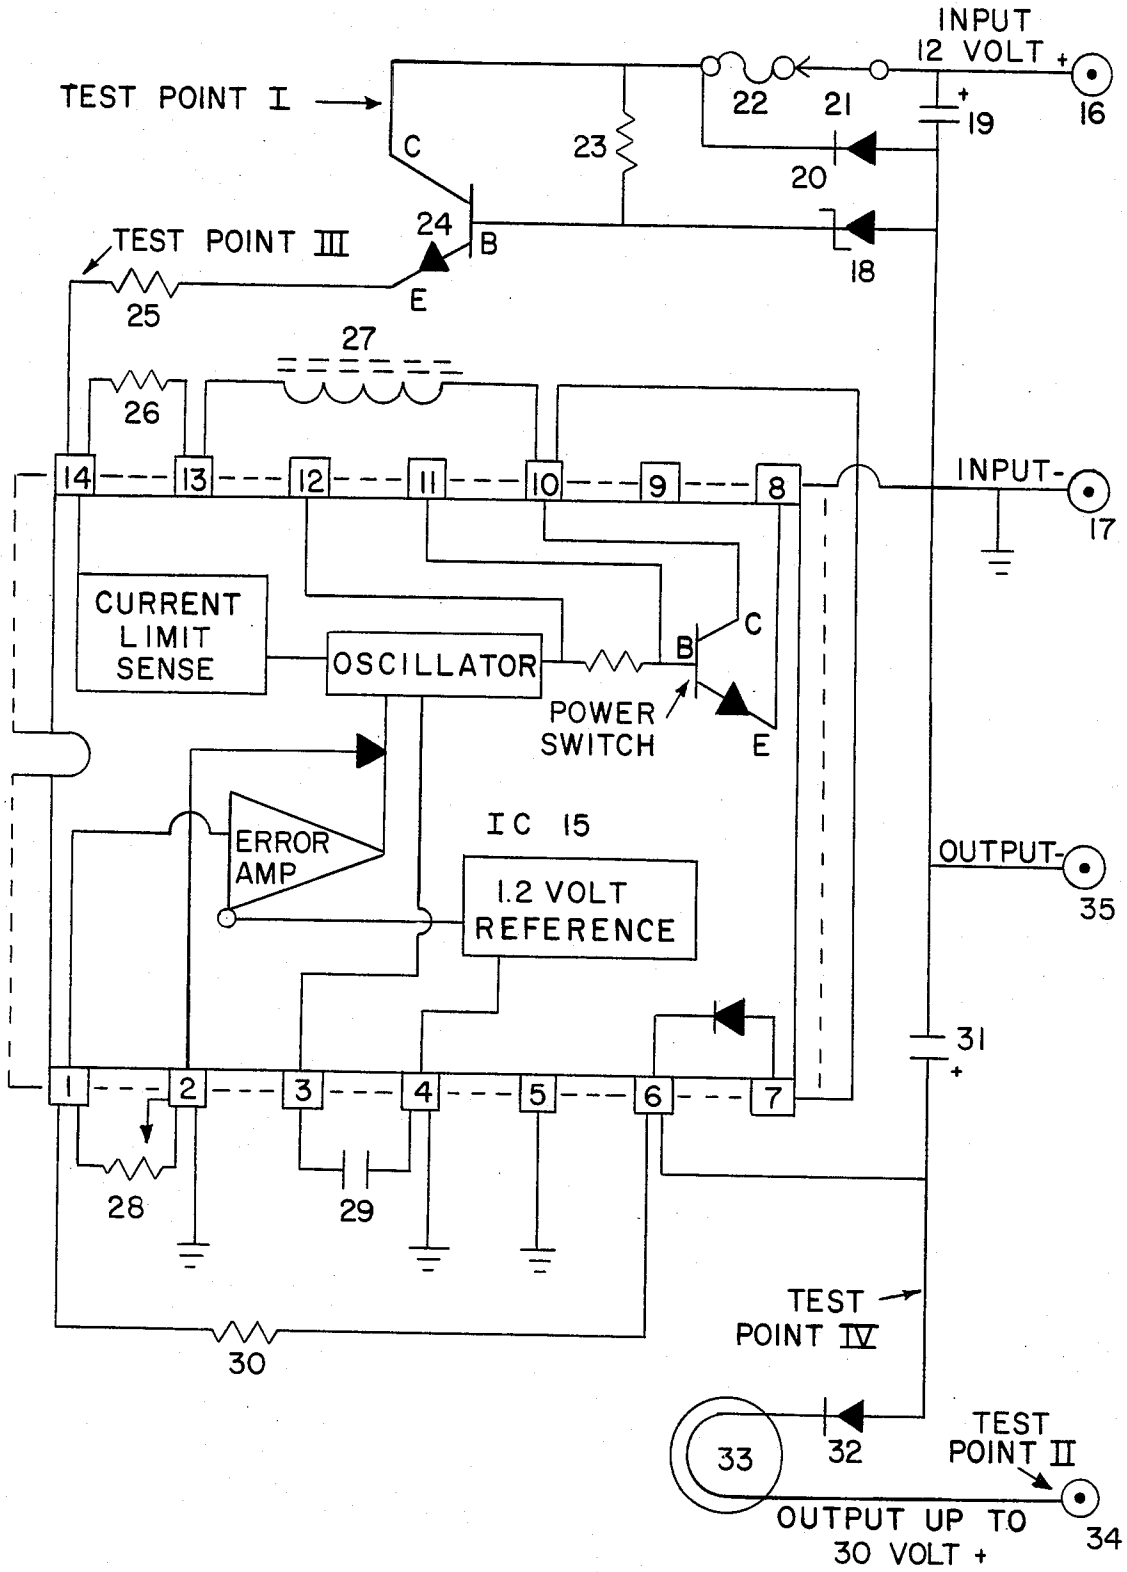 INPUT
12 VOLT +
16
TEST POINT I
22
21
+
19
C
23
20
24
B
18
TEST POINT III
E
25
27
26
14
13
12
11
10
9
8
INPUT-
17
CURRENT
LIMIT
SENSE
OSCILLATOR
B
C
E
POWER
SWITCH
ERROR
AMP
IC 15
1.2 VOLT
REFERENCE
OUTPUT-
35
31
+
1
2
3
4
5
6
7
28
29
30
TEST
POINT IV
33
32
TEST
POINT II
34
OUTPUT UP TO
30 VOLT +